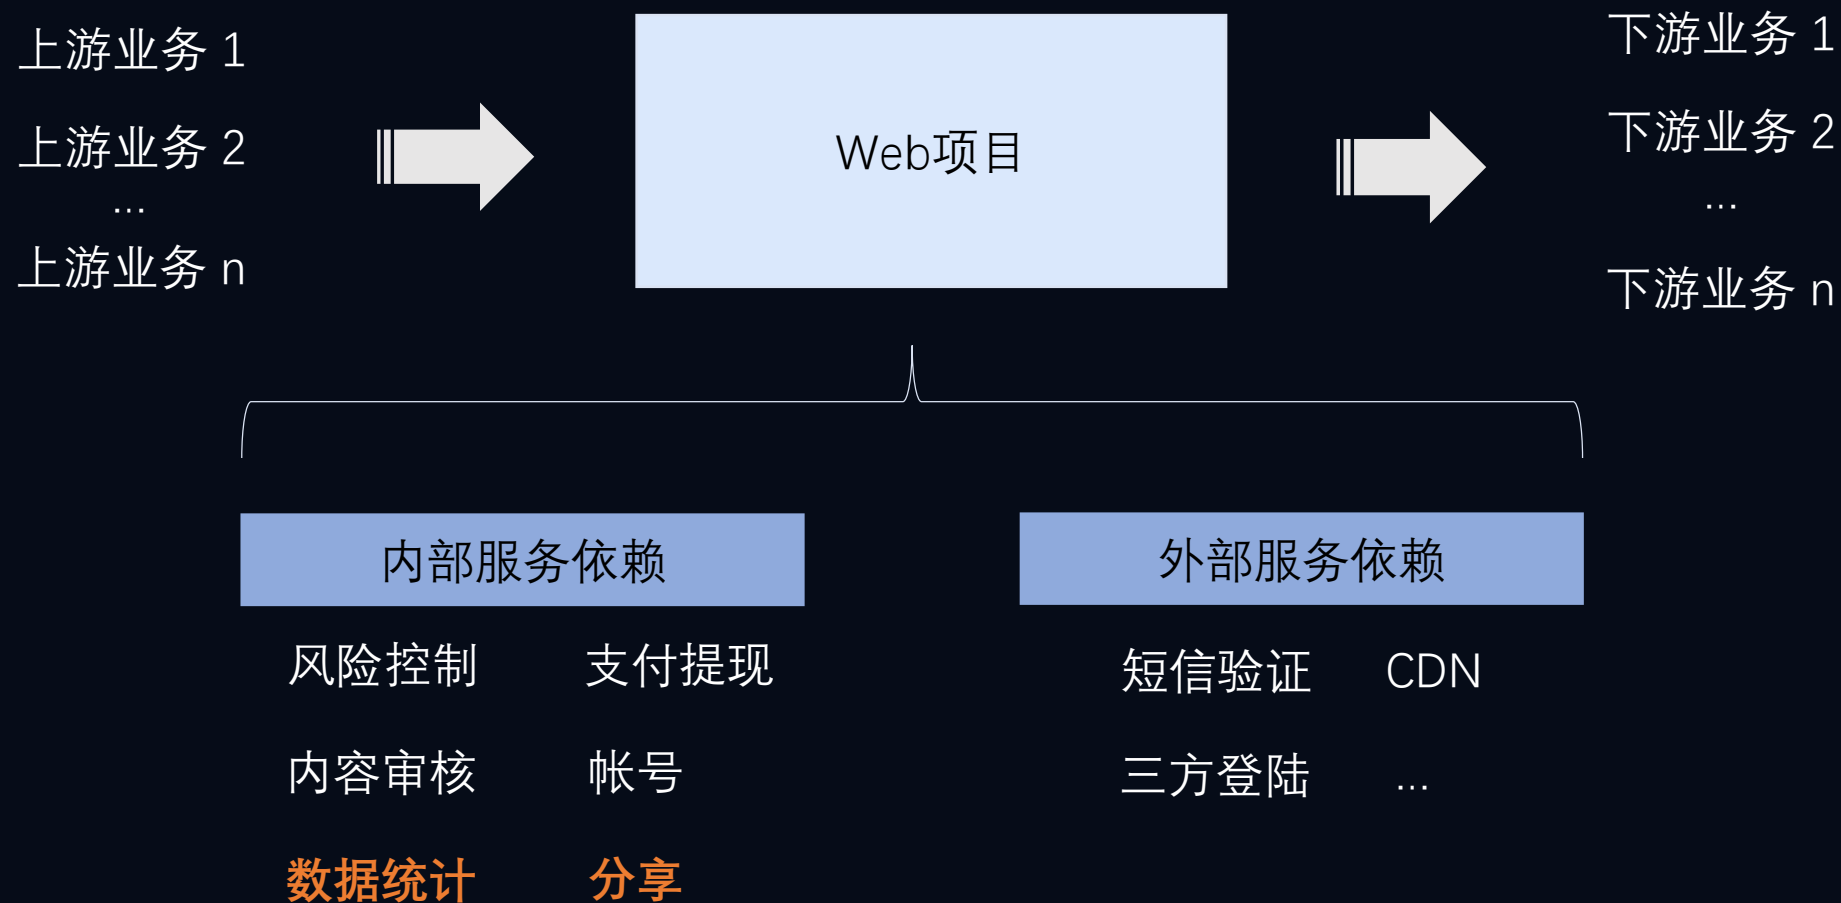 上游业务 1
上游业务 2
...
上游业务 n
Web项目
下游业务 1
下游业务 2
...
下游业务 n
内部服务依赖
风险控制 支付提现
内容审核 帐号
数据统计 分享
外部服务依赖
短信验证 CDN
三方登陆 ...